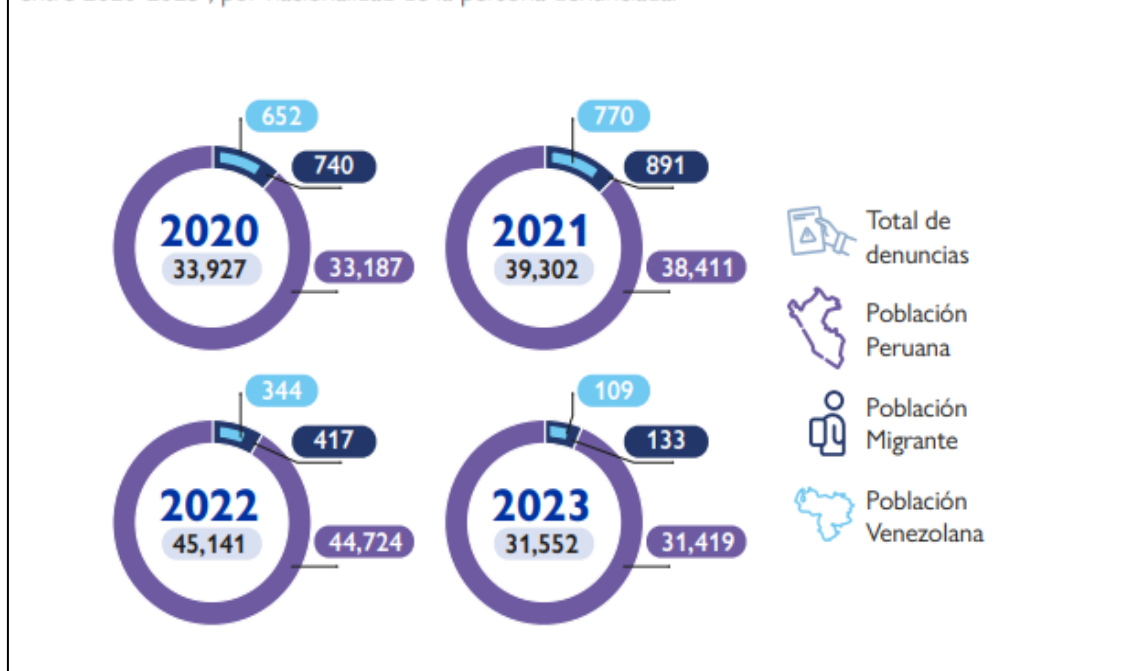 652
740
2020
33,927
33,187
770
891
2021
39,302
38,411
344
417
2022
45,141
44,724
109
133
2023
31,552
31,419
Total de
denuncias
Población
Peruana
Población
Migrante
Población
Venezolana